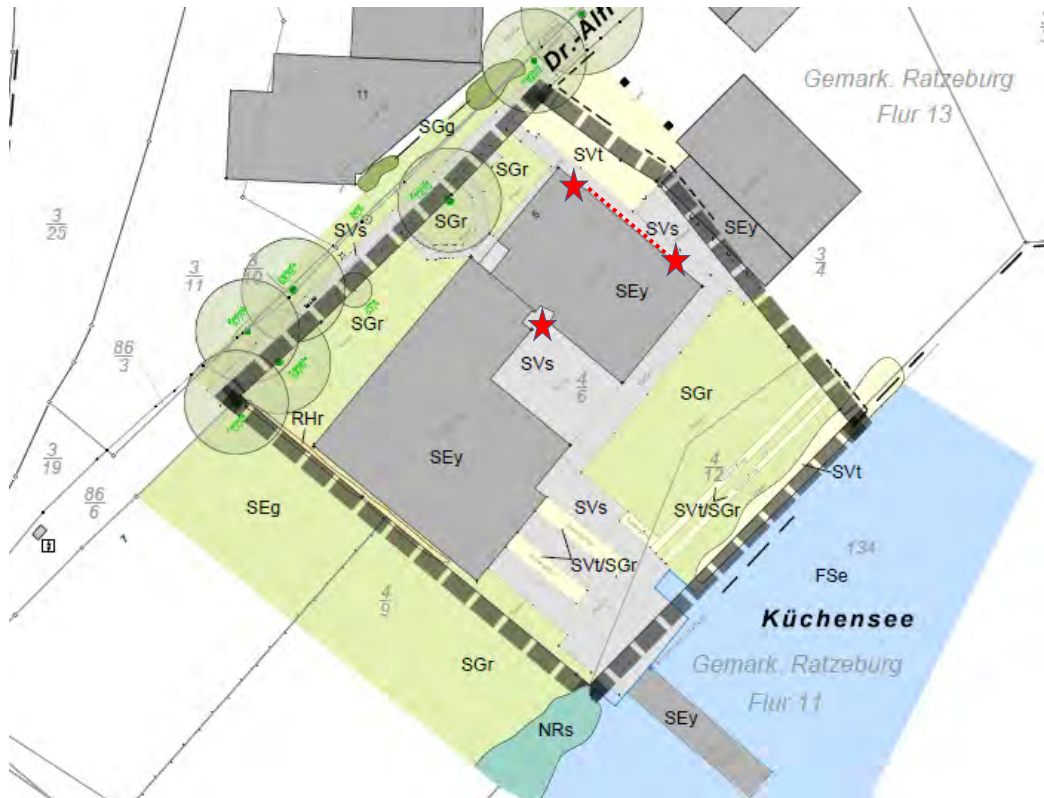 Dr.-Alfr
Gemark. Ratzeburg
Flur 13
11
SGg
SVt
SGr
3
25
SVs
SGr
SVs
SEy
3
10
3
11
3
4
SEy
SGr
86
3
SVs
4
6
SGr
RHr
3
19
SEy
4
12
SVt
86
6
SEg
SVs
SVt/SGr
SVt/SGr
134
FSe
4
9
Küchensee
SGr
Gemark. Ratzeburg
Flur 11
SEy
NRs